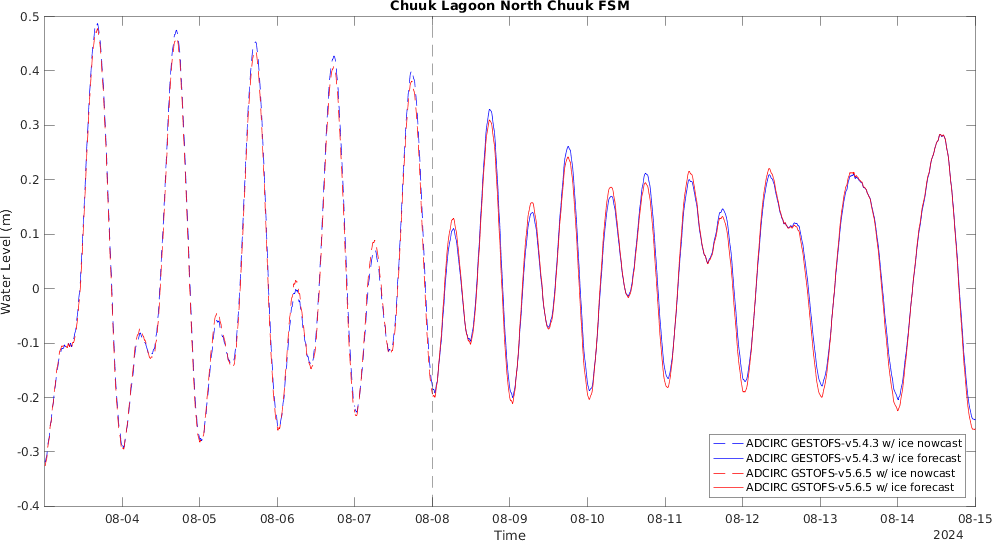 Chuuk Lagoon North Chuuk FSM
Water Level (m)
0.5
0.4
0.3
0.2
0.1
0
-0.1
-0.2
-0.3
-0.4
ADCIRC GESTOFS-v5.4.3 w/ ice nowcast
ADCIRC GESTOFS-v5.4.3 w/ ice forecast
ADCIRC GSTOFS-v5.6.5 w/ ice nowcast
ADCIRC GSTOFS-v5.6.5 w/ ice forecast
08-04 08-05 08-06 08-07 08-08 08-09 08-10 08-11 08-12 08-13 08-14 08-15
Time
2024